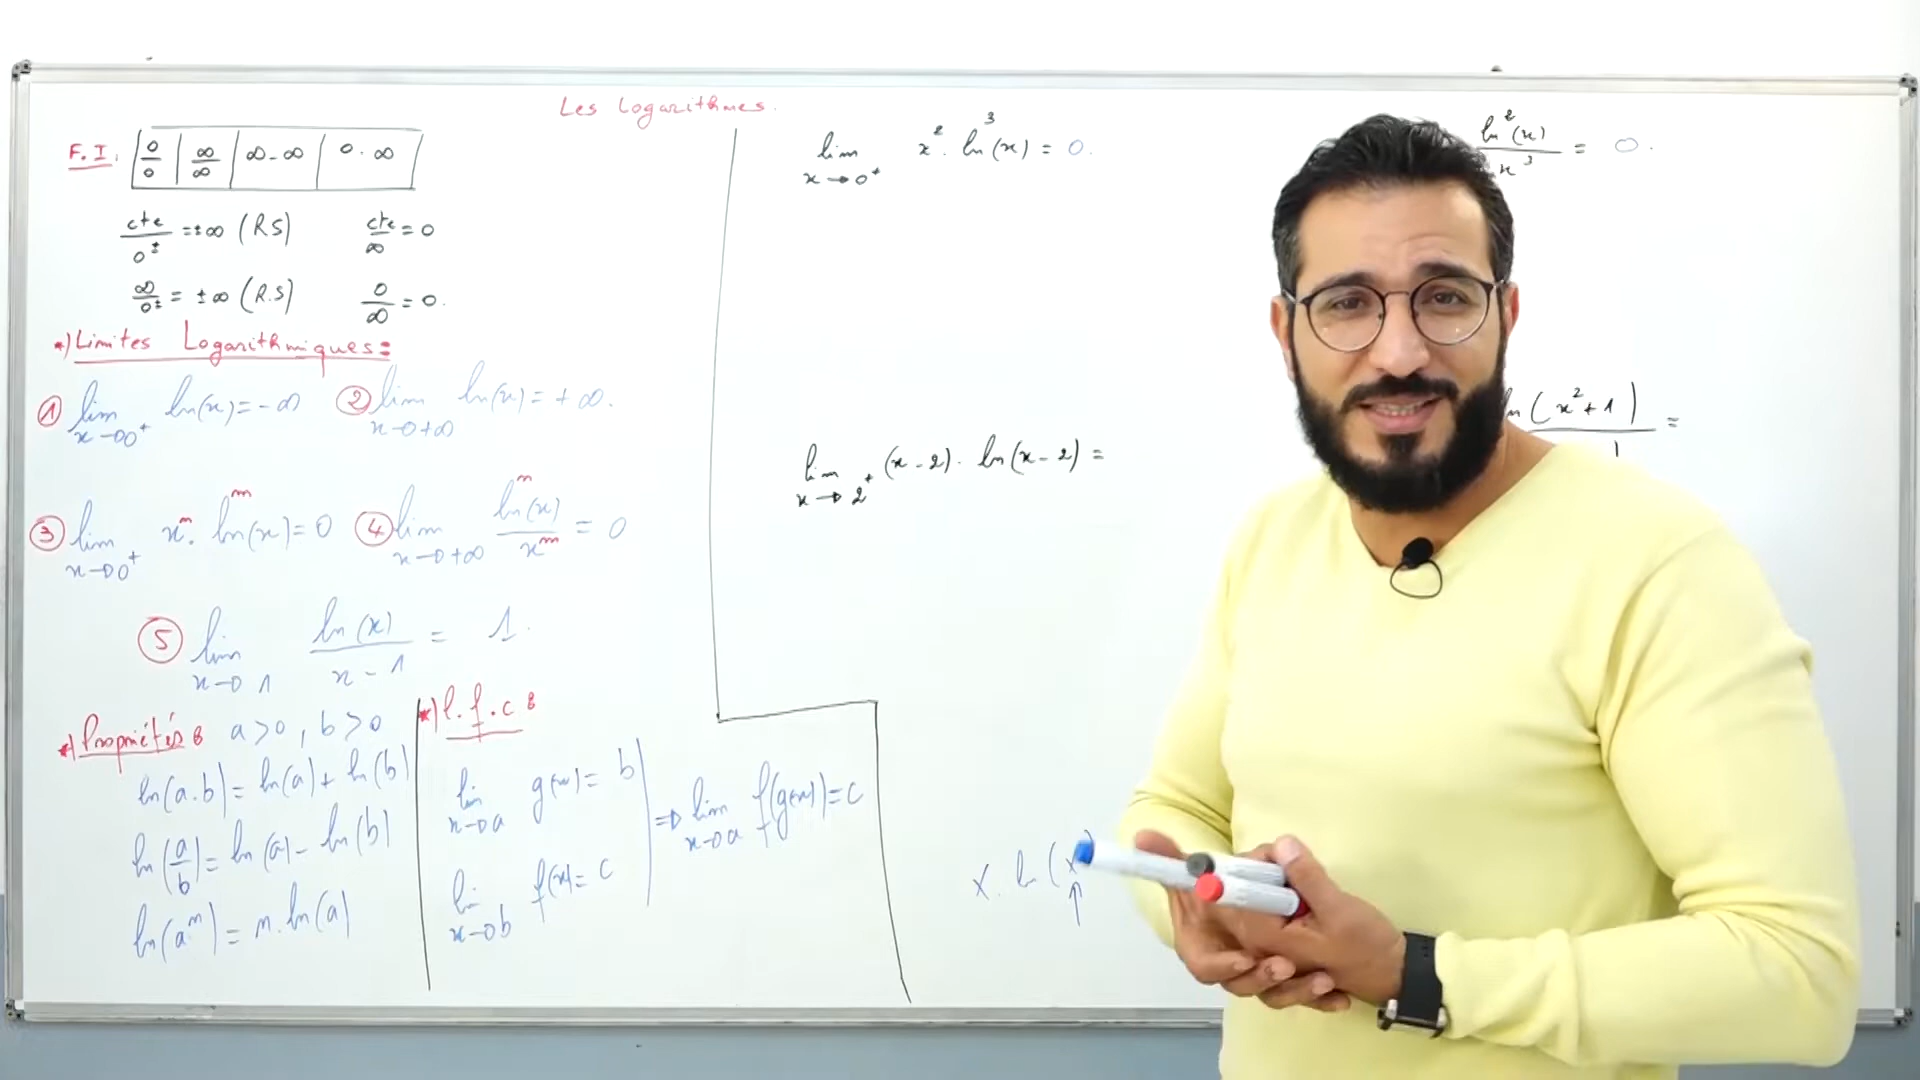 Les Logarithmes.
F.I. 0/0 | ∞/∞ | ∞-∞ | 0.∞
cte/0± = ±∞ (R.S) cte/∞ = 0
∞/0± = ±∞ (R.S) 0/∞ = 0.
*) Limites Logarithmiques:
① lim x→0+ ln(x) = -∞ ② lim x→+∞ ln(x) = +∞.
③ lim x→0+ x^m. ln^m(x) = 0 ④ lim x→+∞ ln^n(x)/x^m = 0
⑤ lim x→1 ln(x)/x-1 = 1.
*) Propriétés: a>0, b>0
ln(a.b) = ln(a) + ln(b)
ln(a/b) = ln(a) - ln(b)
ln(a^n) = n.ln(a)
*) l.f.c:
lim x→a g(x) = b
lim x→b f(x) = c
⇒ lim x→a f(g(x)) = c
lim x→0+ x². ln³(x) = 0.
lim x→2+ (x-2). ln(x-2) =
X. ln(
↑
ln²(x)/x³ = 0.
ln(x²+1)
=